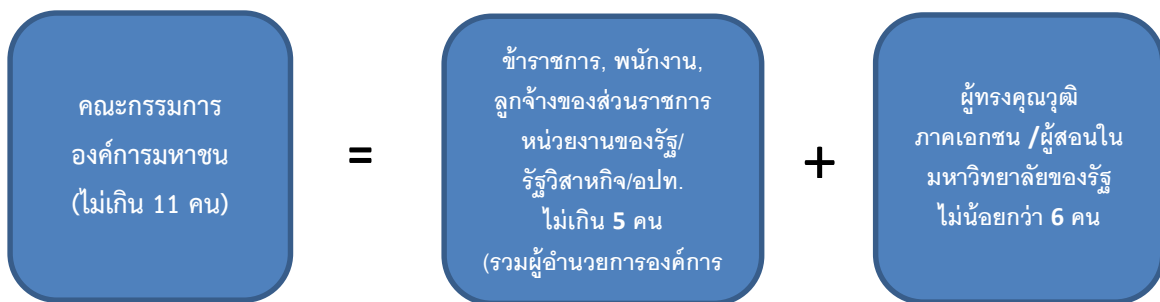 คณะกรรมการ
องค์การมหาชน
(ไม่เกิน 11 คน)
=
ข้าราชการ, พนักงาน,
ลูกจ้างของส่วนราชการ
หน่วยงานของรัฐ/
รัฐวิสาหกิจ/อปท.
ไม่เกิน 5 คน
(รวมผู้อำนวยการองค์การ
+
ผู้ทรงคุณวุฒิ
ภาคเอกชน /ผู้สอนใน
มหาวิทยาลัยของรัฐ
ไม่น้อยกว่า 6 คน